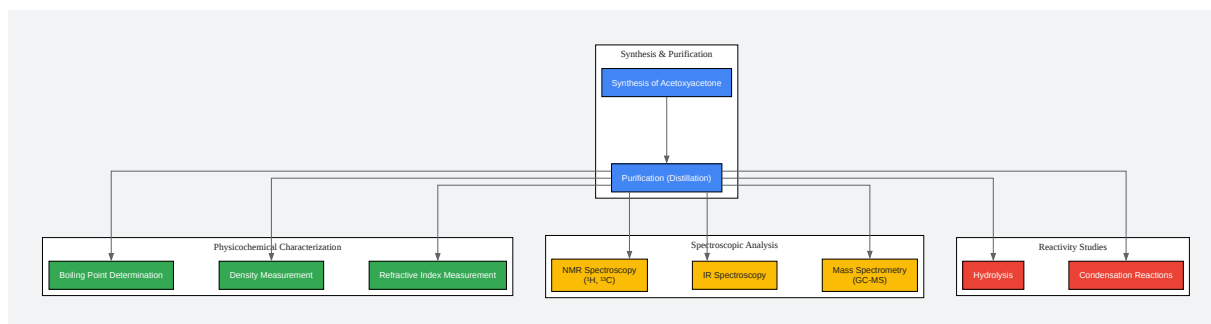 Synthesis & Purification
Synthesis of Acetoxyacetone
Purification (Distillation)
Physicochemical Characterization
Boiling Point Determination
Density Measurement
Refractive Index Measurement
Spectroscopic Analysis
NMR Spectroscopy
(¹H, ¹³C)
IR Spectroscopy
Mass Spectrometry
(GC-MS)
Reactivity Studies
Hydrolysis
Condensation Reactions